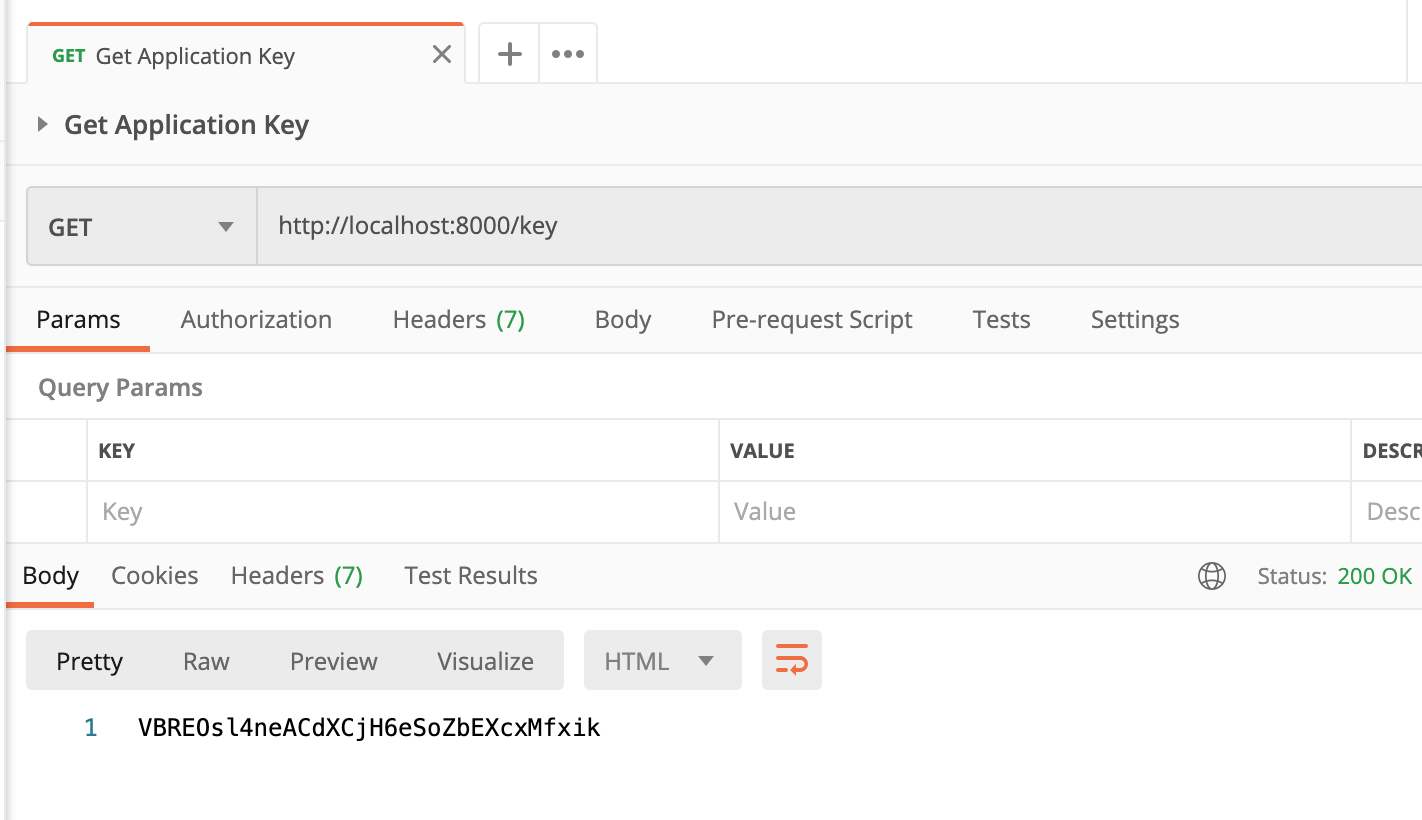 GET Get Application Key
Get Application Key
GET http://localhost:8000/key
Params Authorization Headers (7) Body Pre-request Script Tests Settings
Query Params
KEY VALUE DESCR
Key Value Desc
Body Cookies Headers (7) Test Results Status: 200 OK
Pretty Raw Preview Visualize HTML
1 VBREOsl4neACdXCjH6eSoZbEXcxMfxik